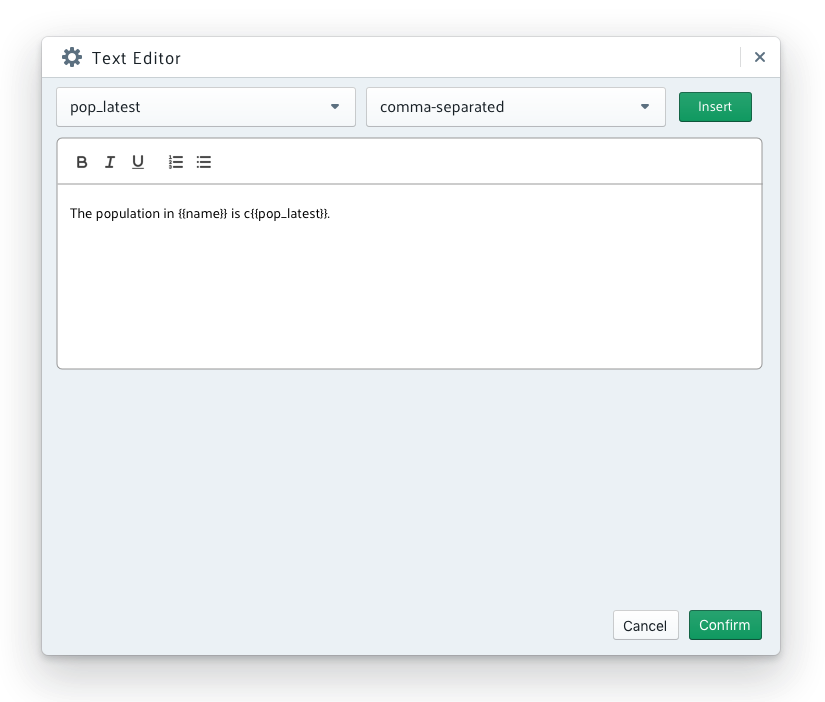 Text Editor
pop_latest
comma-separated
Insert
B I U
The population in {{name}} is c{{pop_latest}}.
Cancel
Confirm